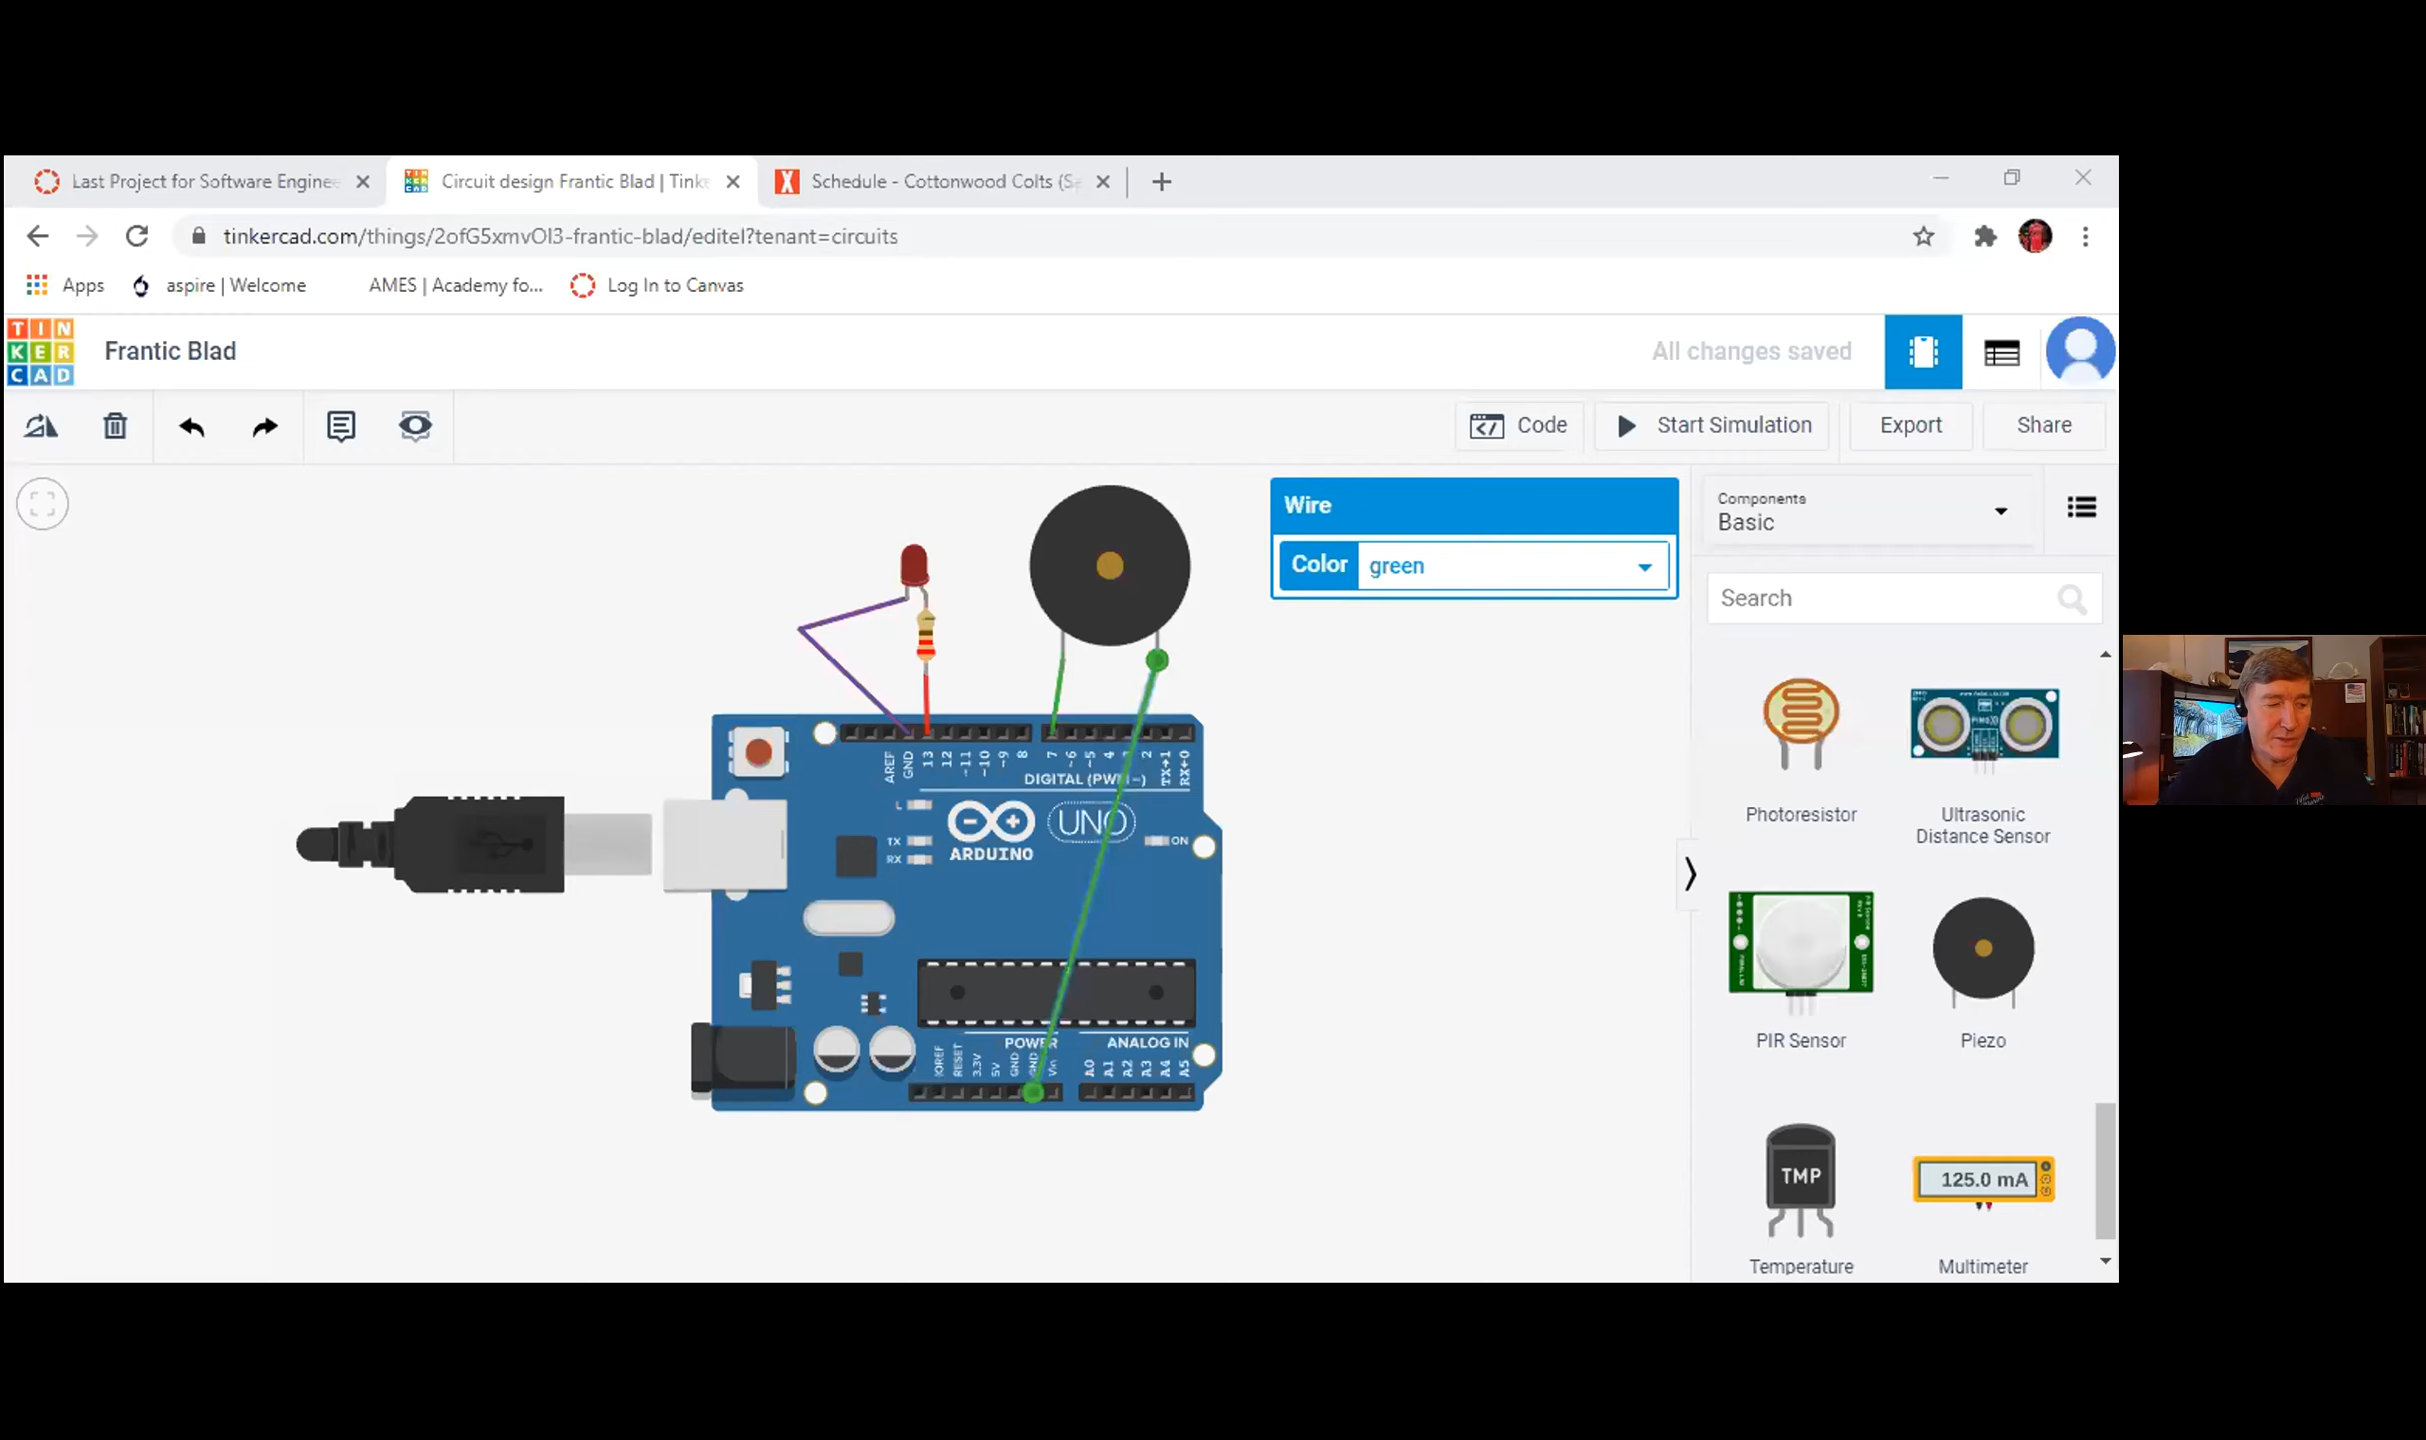 Last Project for Software Enginee
Circuit design Frantic Blad | Tink
Schedule - Cottonwood Colts (S
tinkercad.com/things/2ofG5xmvOl3-frantic-blad/editel?tenant=circuits
Apps
aspire | Welcome
AMES | Academy fo...
Log In to Canvas
TIN
KER
CAD
Frantic Blad
All changes saved
Code
Start Simulation
Export
Share
Wire
Color green
Components
Basic
Search
Photoresistor
Ultrasonic
Distance Sensor
PIR Sensor
Piezo
TMP
125.0 mA
Temperature
Multimeter
AREF GND 13 12 ~11 ~10 ~9 8 7 ~6 ~5 4 2 TX→1 RX←0
DIGITAL (PWM~)
L
TX
RX
UNO
ARDUINO
ON
POWER
ANALOG IN
IOREF RESET 3.3V 5V GND GND Vin A0 A1 A2 A3 A4 A5